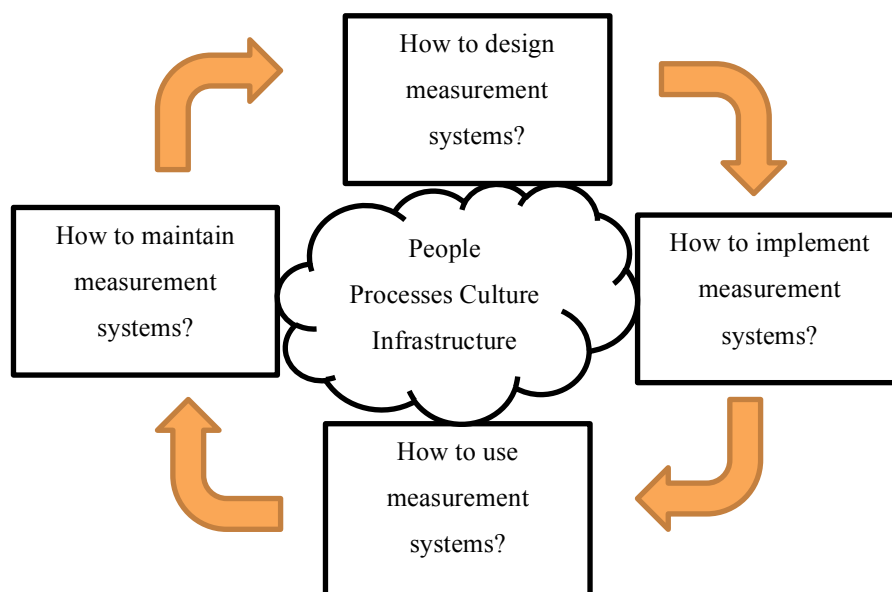 How to design
measurement
systems?
How to maintain
measurement
systems?
People
Processes Culture
Infrastructure
How to implement
measurement
systems?
How to use
measurement
systems?